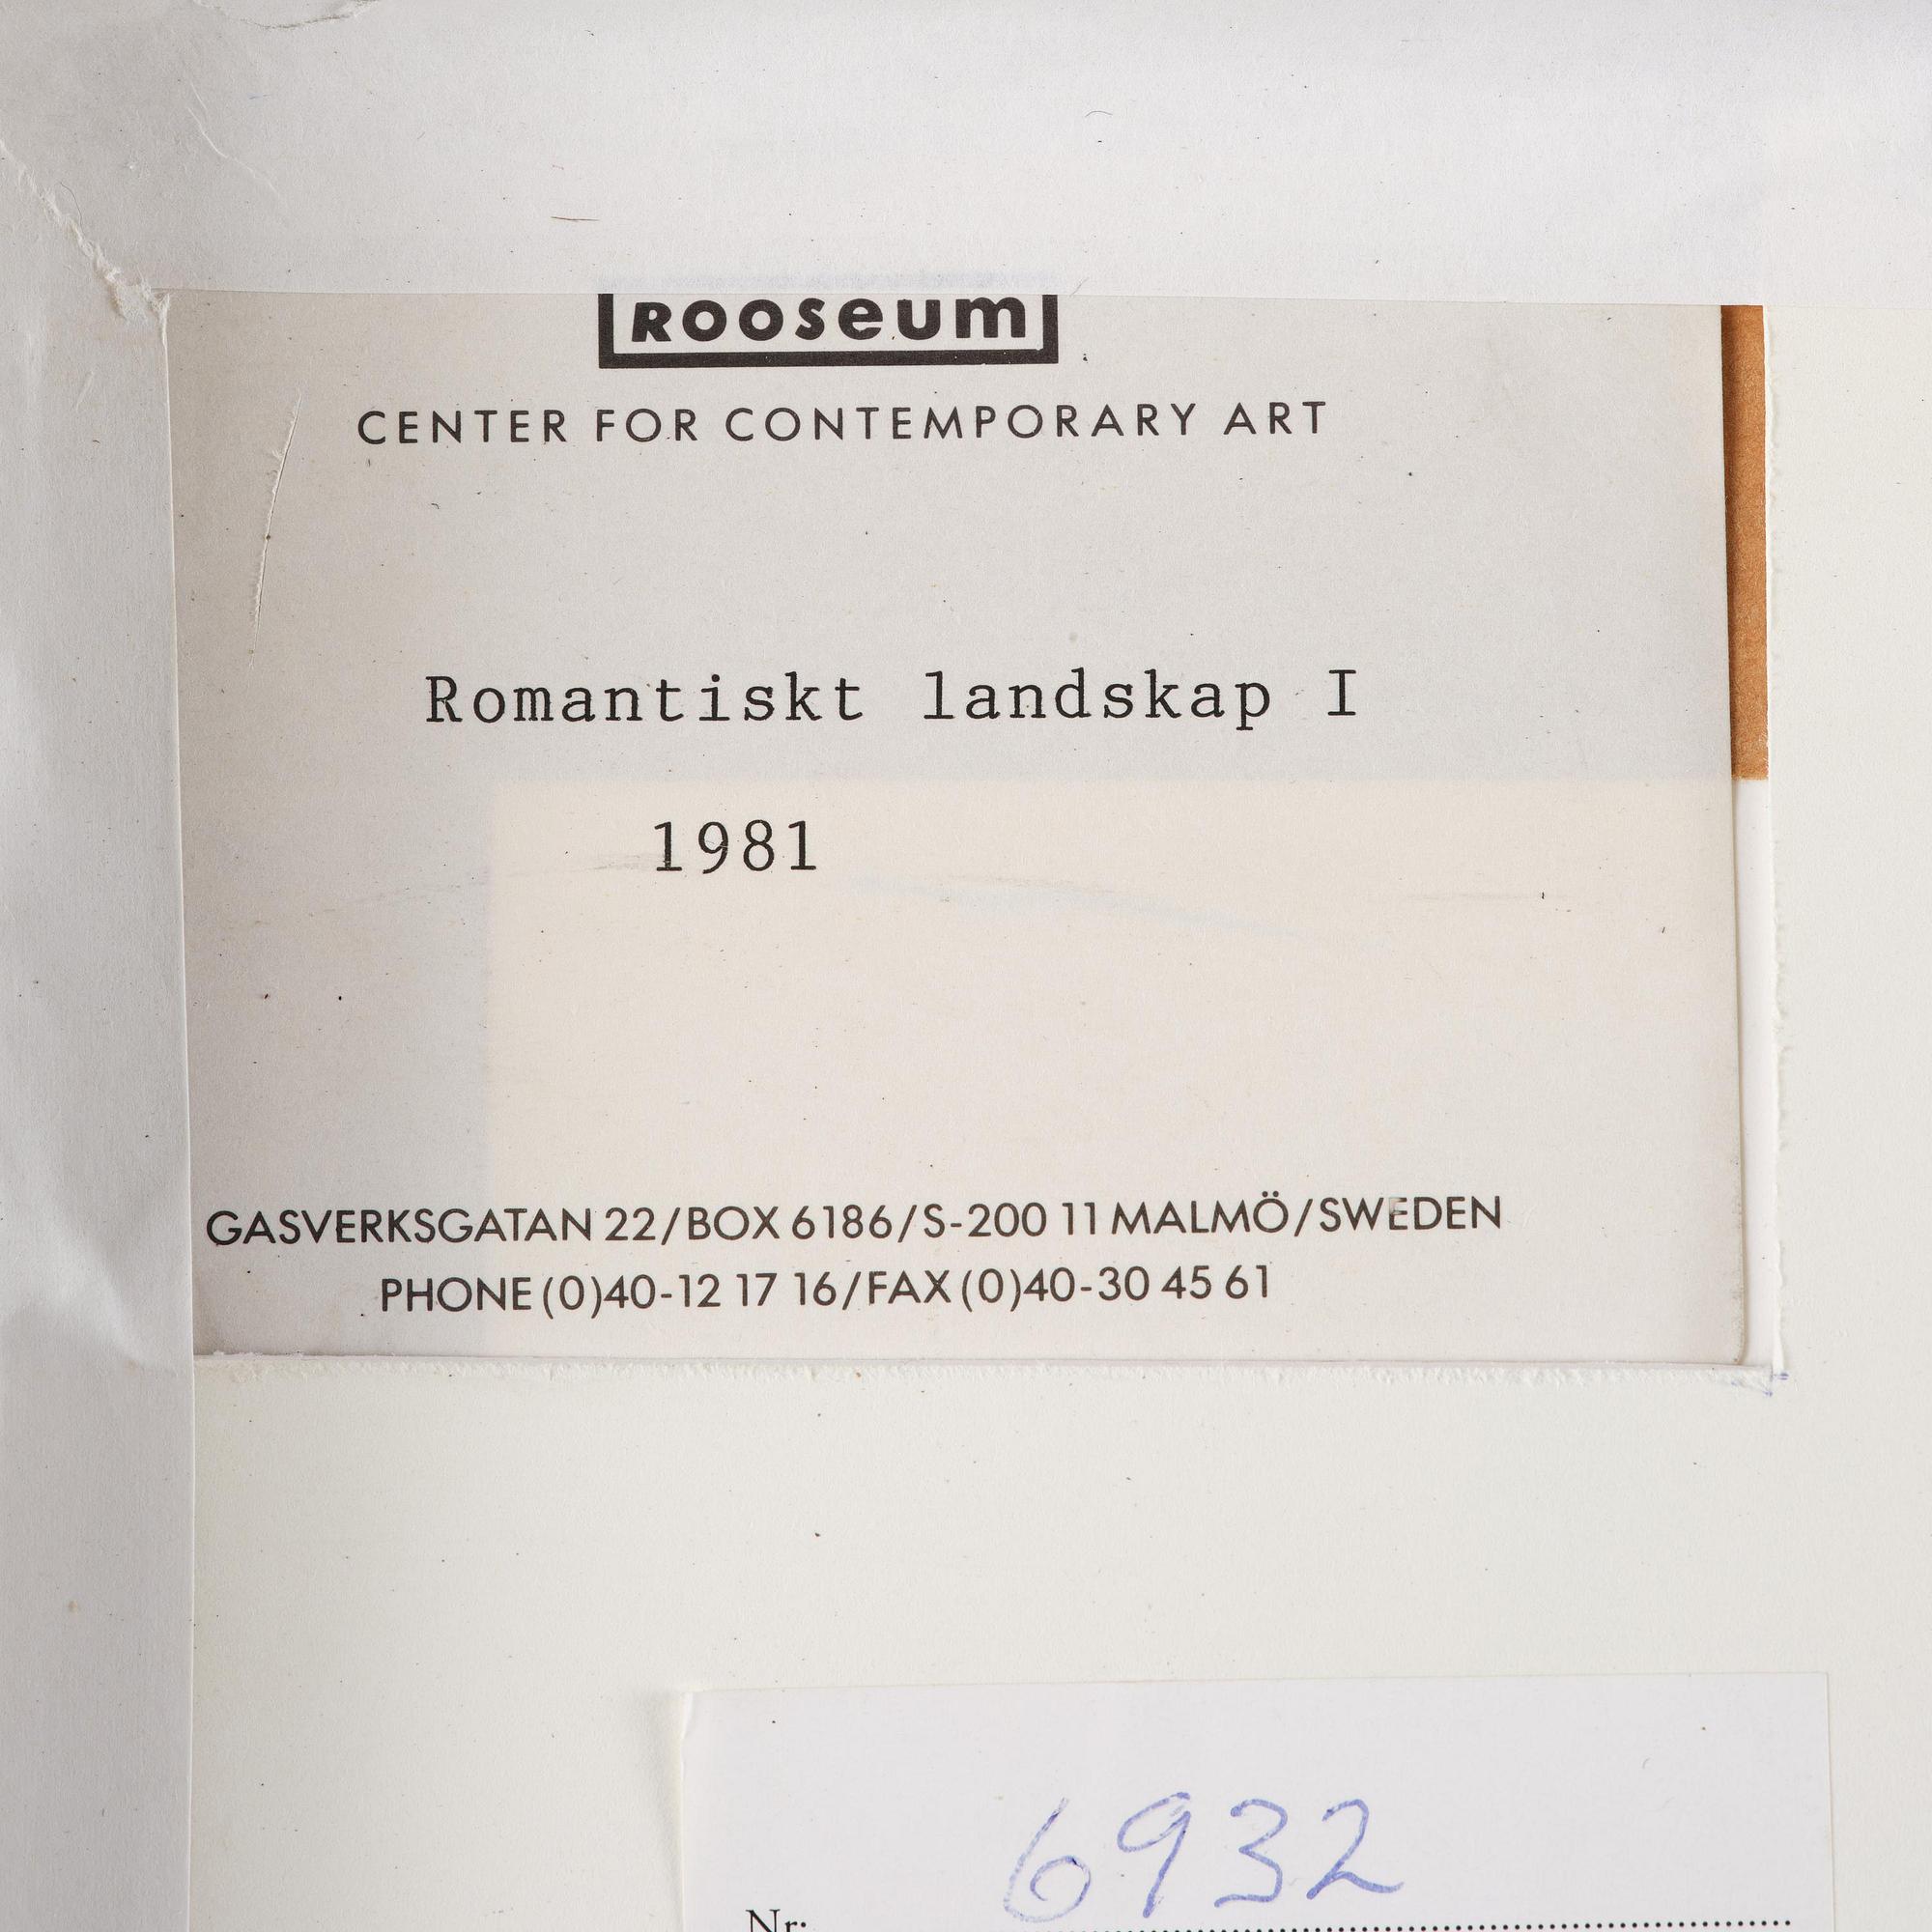 ROOSEUM
CENTER FOR CONTEMPORARY ART
Romantiskt landskap I
1981
GASVERKSGATAN 22/BOX 6186/S-200 11 MALMÖ/SWEDEN
PHONE (0)40-12 17 16/FAX (0)40-30 45 61
6932
Nr: